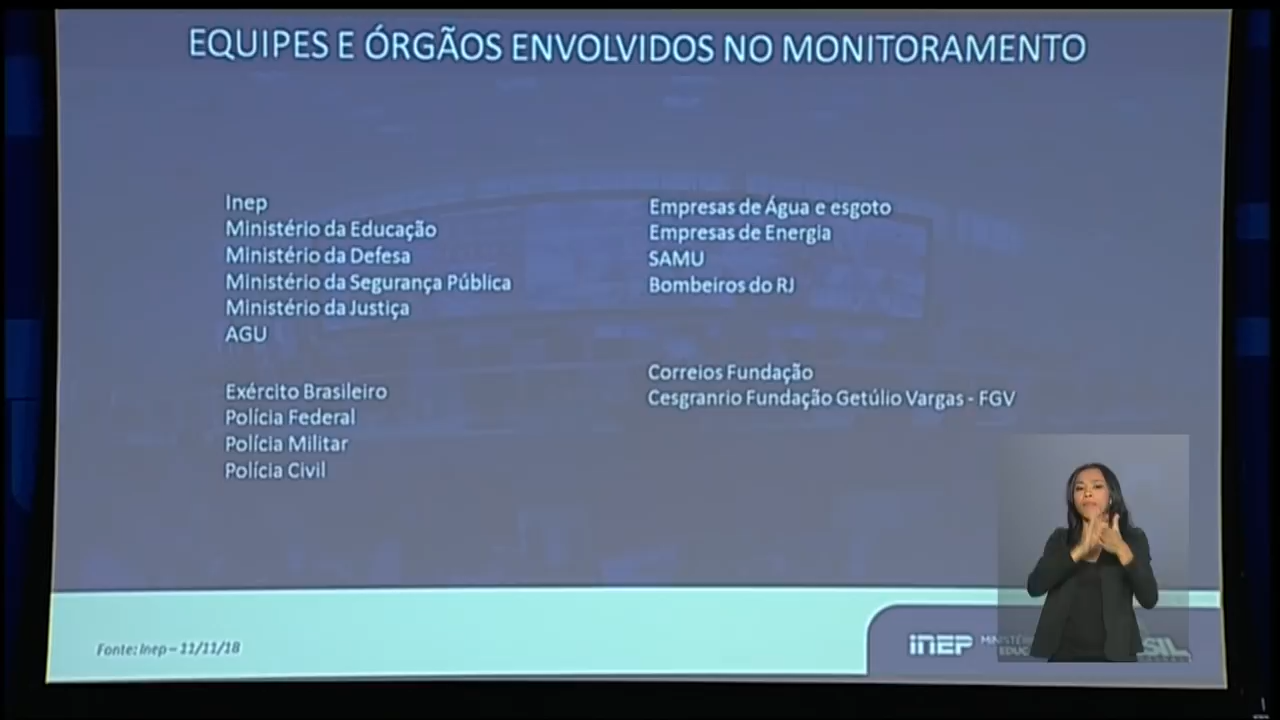 EQUIPES E ÓRGÃOS ENVOLVIDOS NO MONITORAMENTO
Inep
Ministério da Educação
Ministério da Defesa
Ministério da Segurança Pública
Ministério da Justiça
AGU
Exército Brasileiro
Polícia Federal
Polícia Militar
Polícia Civil
Empresas de Água e esgoto
Empresas de Energia
SAMU
Bombeiros do RJ
Correios Fundação
Cesgranrio Fundação Getúlio Vargas - FGV
Fonte: Inep – 11/11/18
INEP